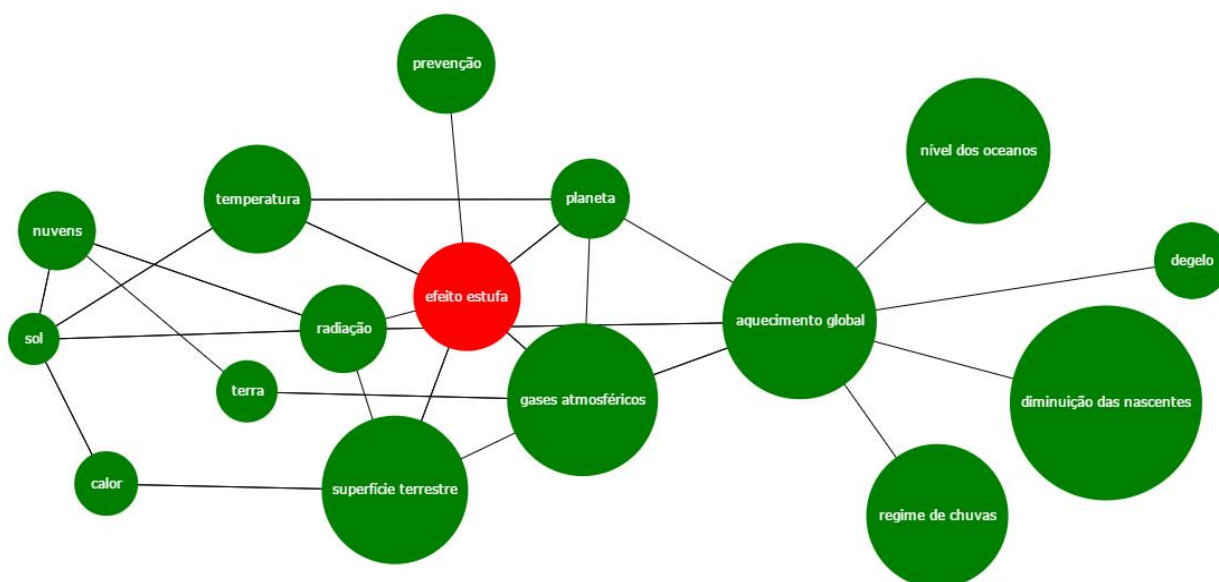 prevenção
nível dos oceanos
temperatura
planeta
nuvens
degelo
efeito estufa
radiação
aquecimento global
sol
terra
gases atmosféricos
diminuição das nascentes
calor
superfície terrestre
regime de chuvas